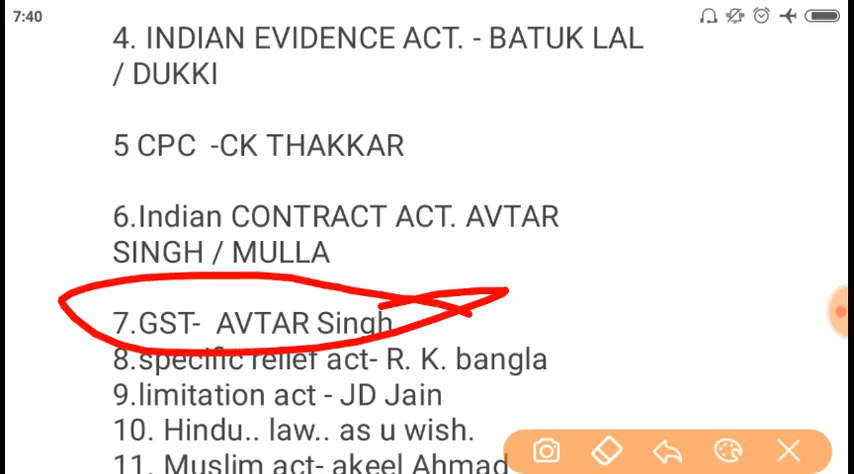 7:40
4. INDIAN EVIDENCE ACT. - BATUK LAL
/ DUKKI
5 CPC -CK THAKKAR
6.Indian CONTRACT ACT. AVTAR
SINGH / MULLA
7.GST- AVTAR Singh
8.specific relief act- R. K. bangla
9.limitation act - JD Jain
10. Hindu.. law.. as u wish.
11. Muslim act- akeel Ahmad